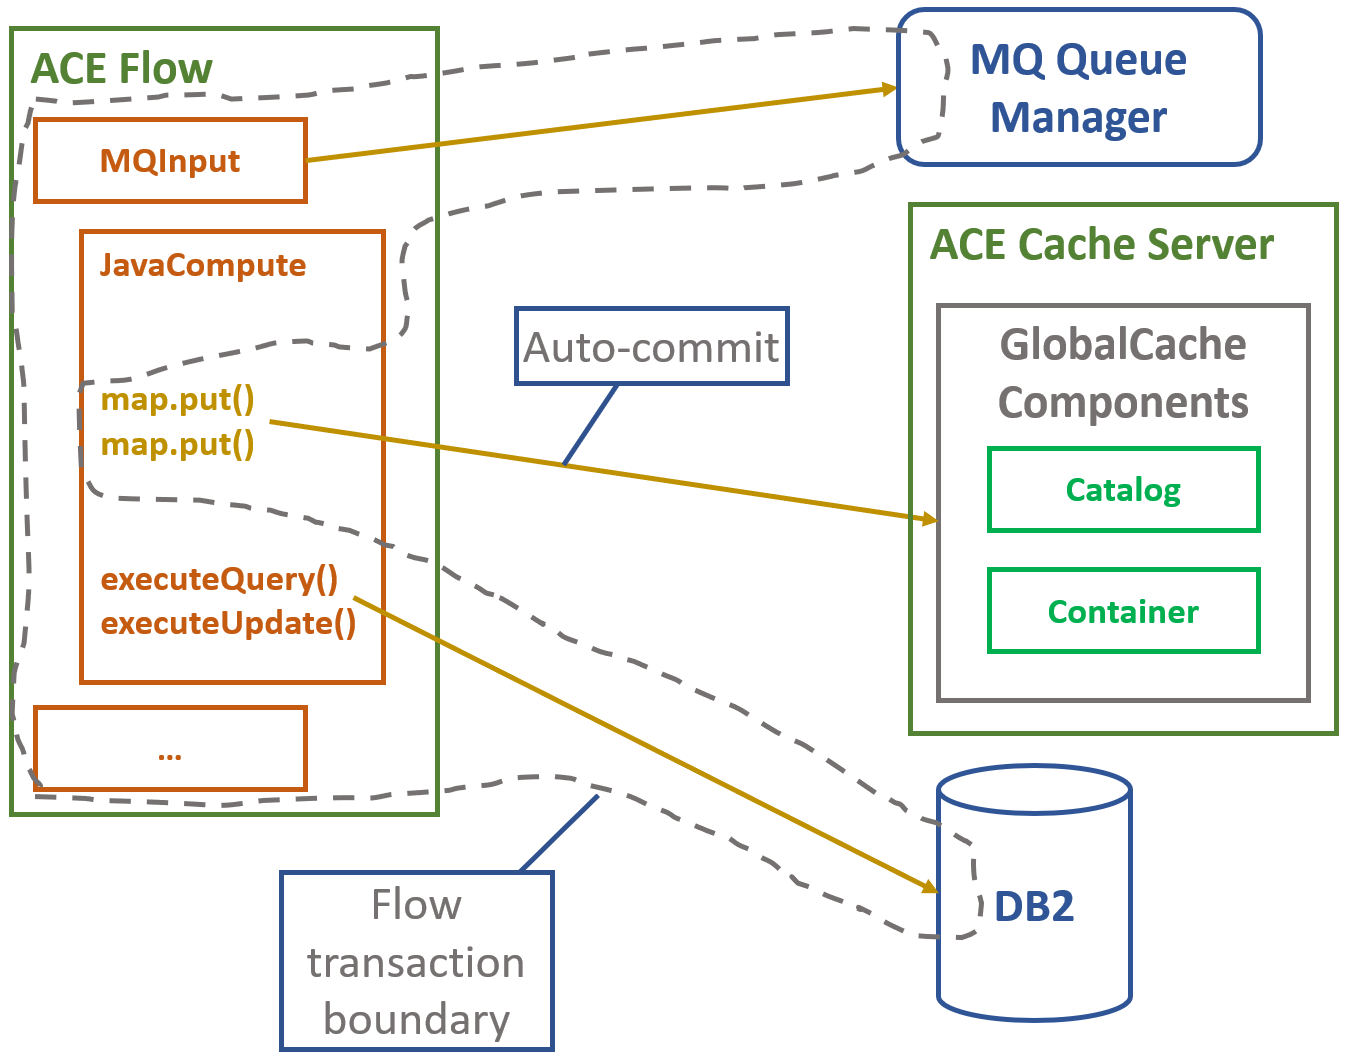 ACE Flow
MQInput
JavaCompute
map.put()
map.put()
executeQuery()
executeUpdate()
...
Auto-commit
Flow
transaction
boundary
MQ Queue
Manager
ACE Cache Server
GlobalCache
Components
Catalog
Container
DB2